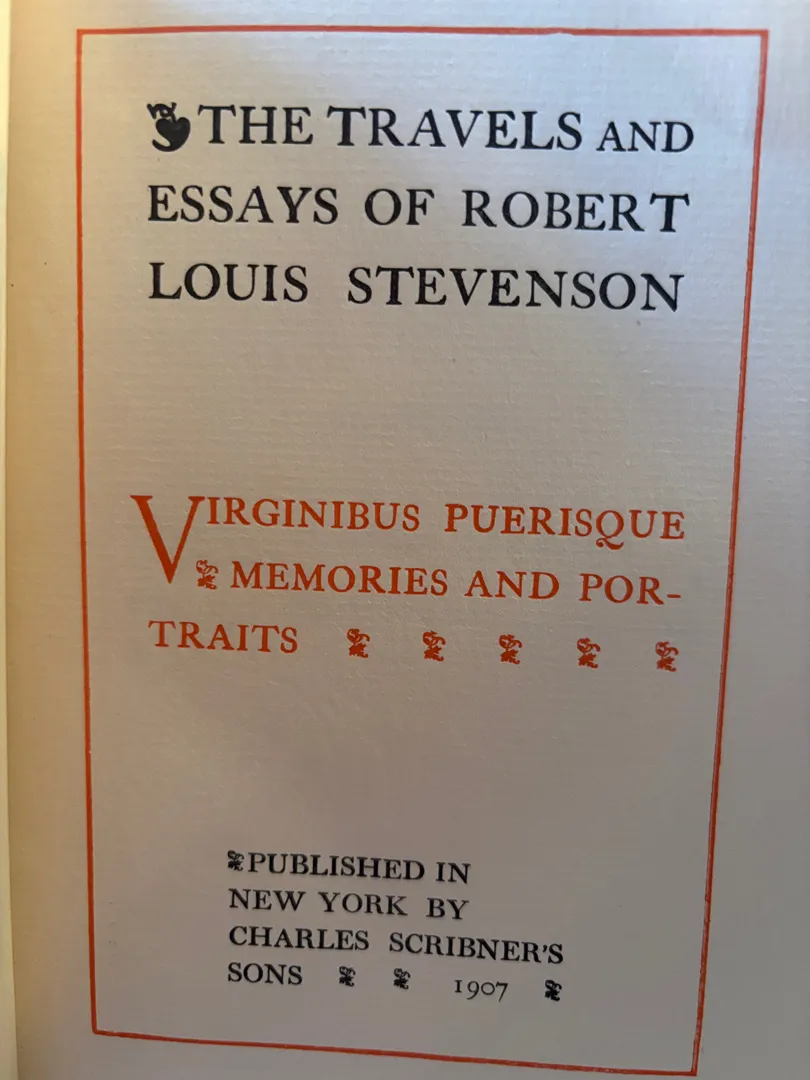 THE TRAVELS AND
ESSAYS OF ROBERT
LOUIS STEVENSON
VIRGINIBUS PUERISQUE
MEMORIES AND POR-
TRAITS
PUBLISHED IN
NEW YORK BY
CHARLES SCRIBNER'S
SONS 1907